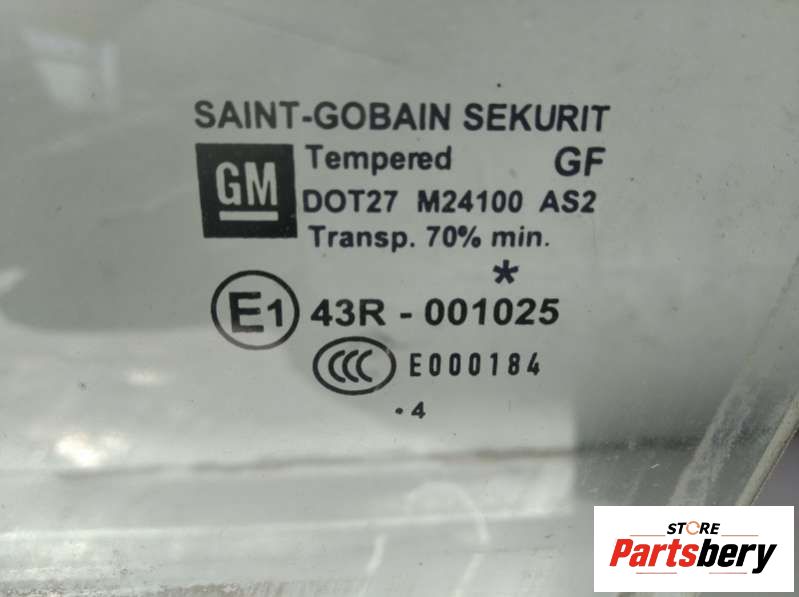 SAINT-GOBAIN SEKURIT
Tempered GF
GM
DOT27 M24100 AS2
Transp. 70% min.
*
E1 43R - 001025
CCC E000184
. 4
STORE
Partsbery